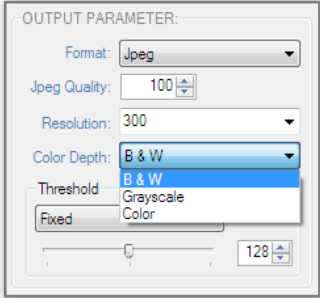 OUTPUT PARAMETER:
Format: Jpeg
Jpeg Quality: 100
Resolution: 300
Color Depth: B & W
B & W
Grayscale
Color
Threshold
Fixed
128